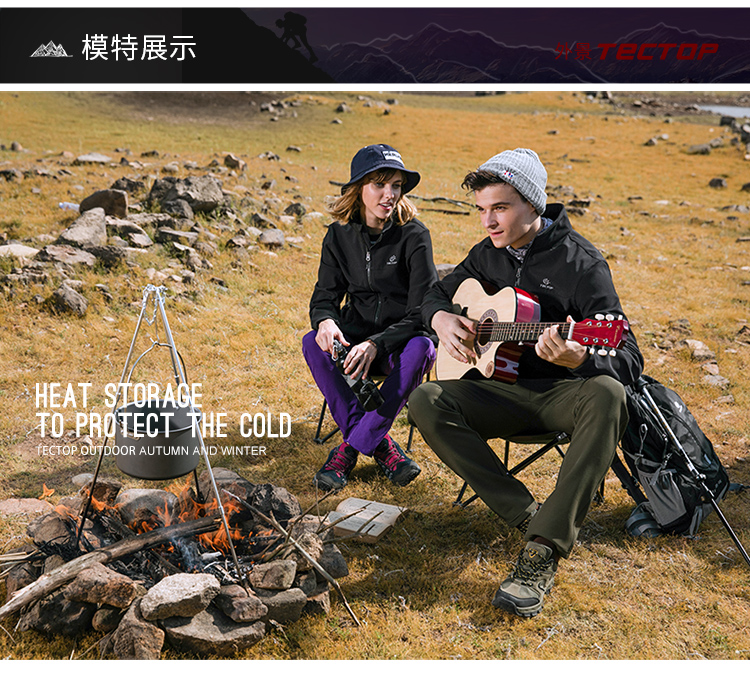 模特展示
TECTOP
HEAT STORAGE
TO PROTECT THE COLD
TECTOP OUTDOOR AUTUMN AND WINTER